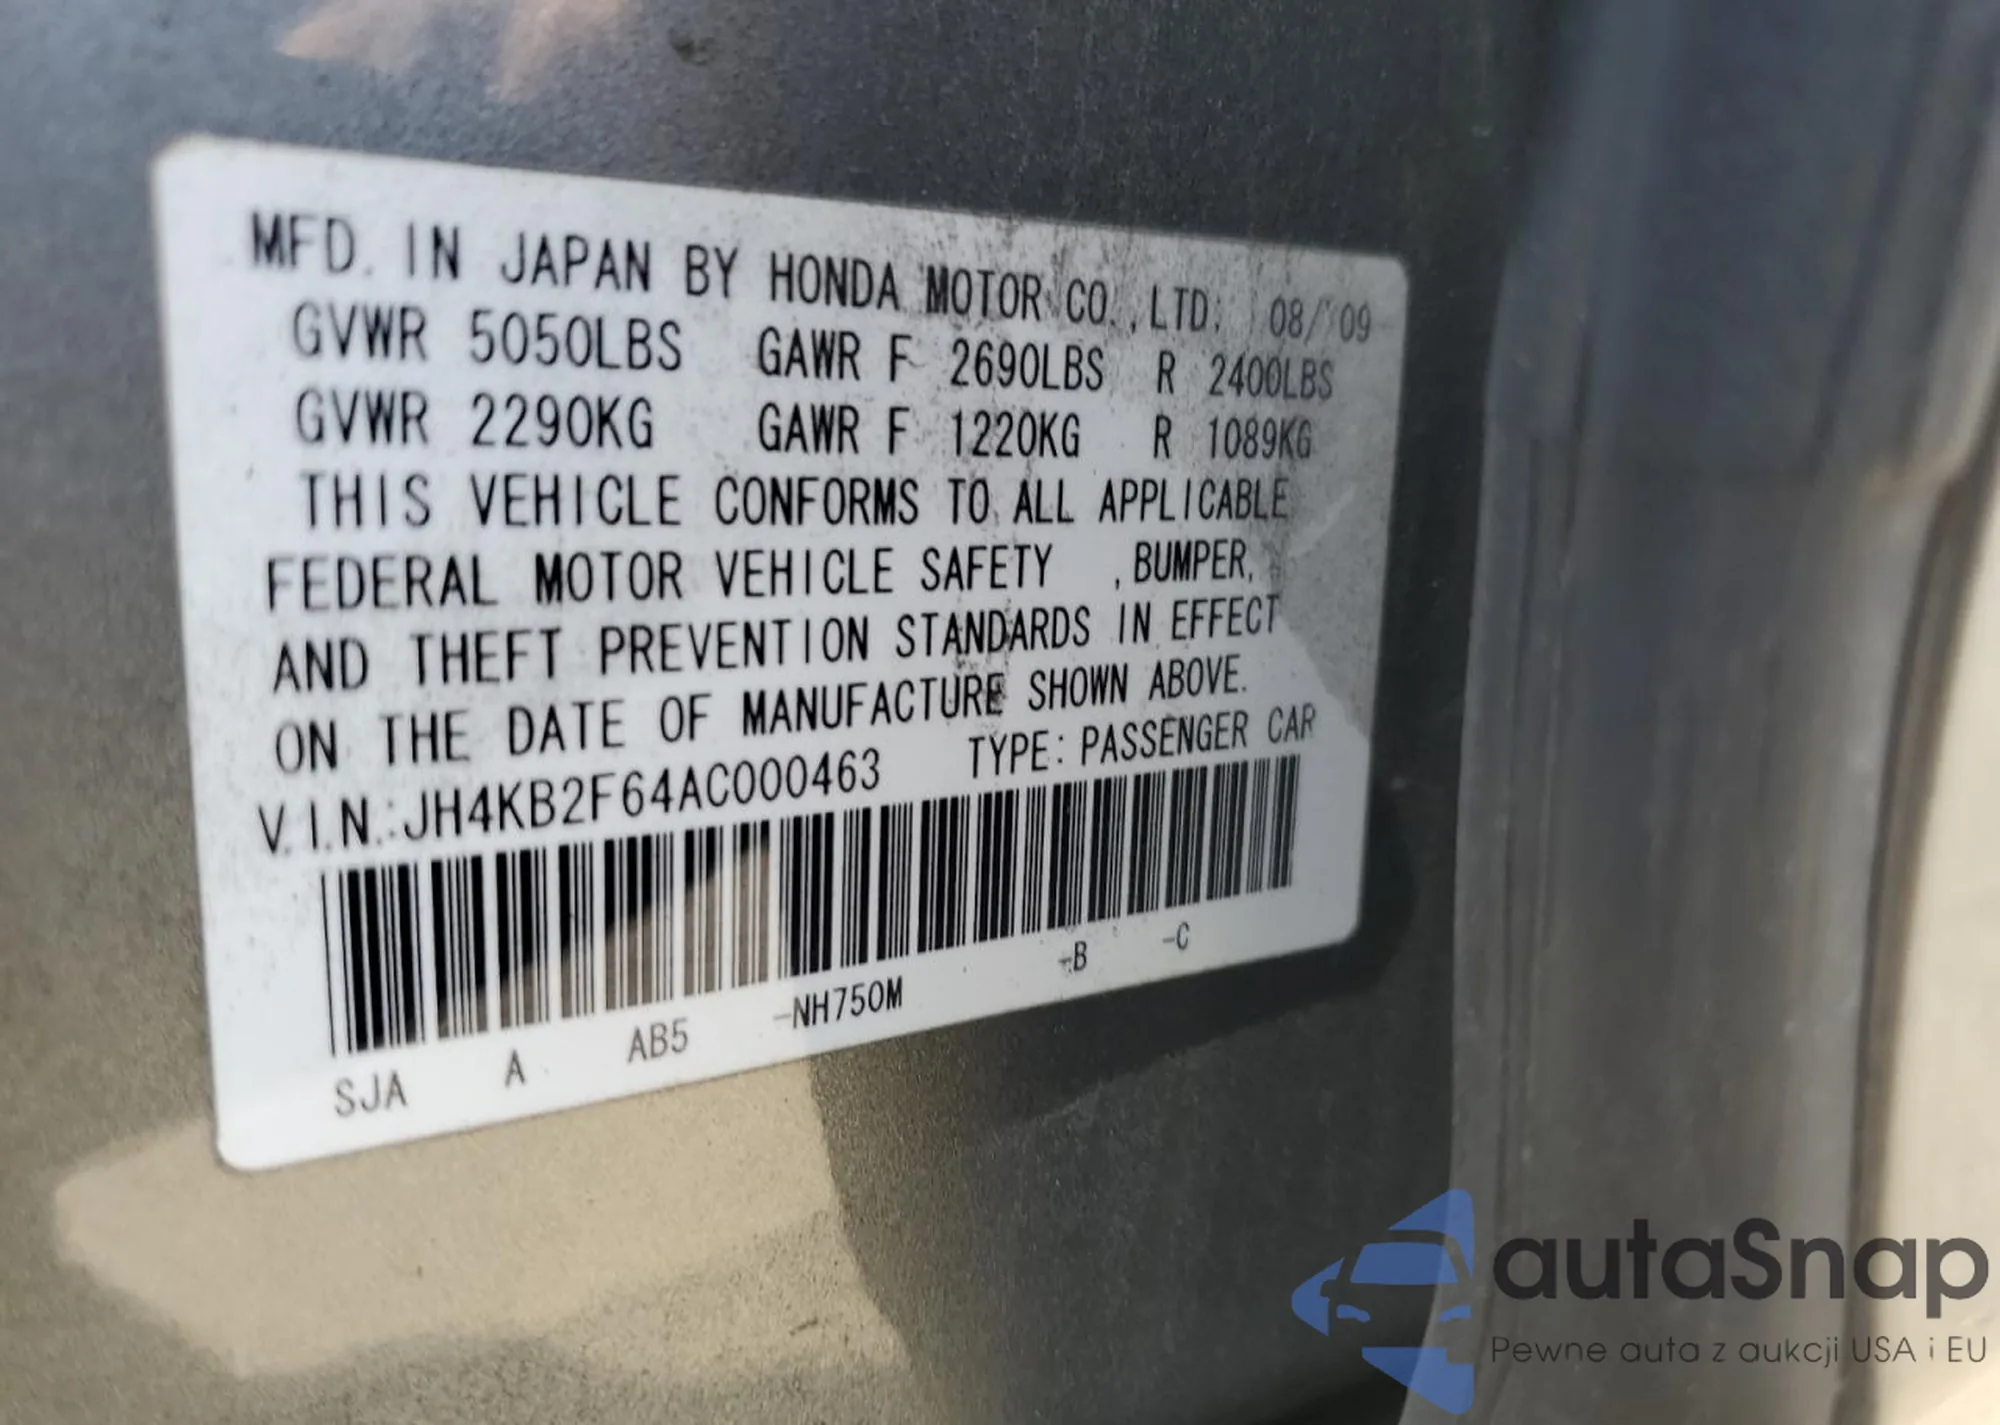 MFD. IN JAPAN BY HONDA MOTOR CO.,LTD. 08/09
GVWR 5050LBS GAWR F 2690LBS R 2400LBS
GVWR 2290KG GAWR F 1220KG R 1089KG
THIS VEHICLE CONFORMS TO ALL APPLICABLE
FEDERAL MOTOR VEHICLE SAFETY ,BUMPER,
AND THEFT PREVENTION STANDARDS IN EFFECT
ON THE DATE OF MANUFACTURE SHOWN ABOVE.
V.I.N.:JH4KB2F64AC000463 TYPE:PASSENGER CAR
SJA A AB5 -NH750M -B -C
autaSnap
Pewne auta z aukcji USA i EU